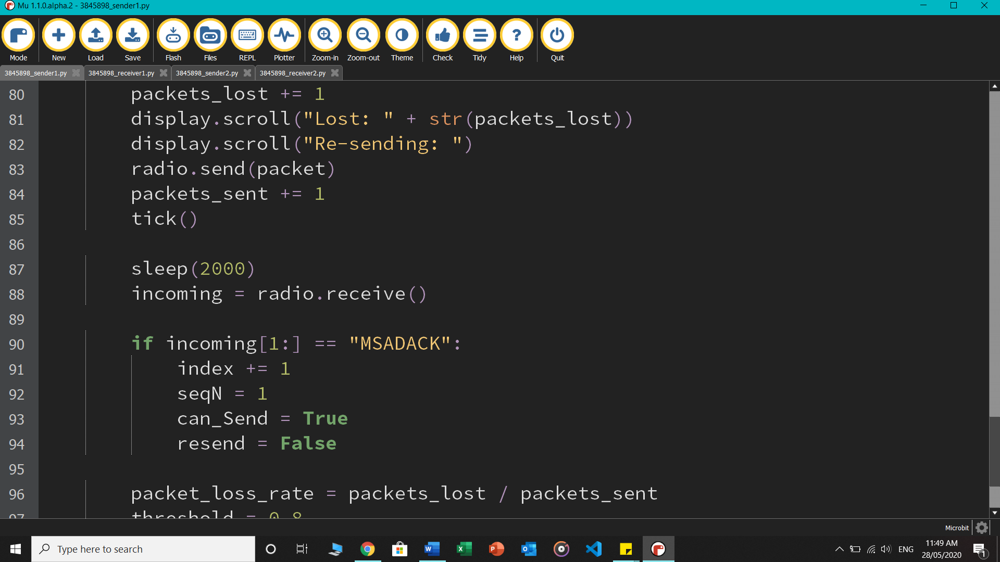 Mu 1.1.0.alpha.2 - 3845898_sender1.py
Mode New Load Save Flash Files REPL Plotter Zoom-in Zoom-out Theme Check Tidy Help Quit
3845898_sender1.py 3845898_receiver1.py 3845898_sender2.py 3845898_receiver2.py
80 packets_lost += 1
81 display.scroll("Lost: " + str(packets_lost))
82 display.scroll("Re-sending: ")
83 radio.send(packet)
84 packets_sent += 1
85 tick()
86
87 sleep(2000)
88 incoming = radio.receive()
89
90 if incoming[1:] == "MSADACK":
91 index += 1
92 seqN = 1
93 can_Send = True
94 resend = False
95
96 packet_loss_rate = packets_lost / packets_sent
97 threshold = 0.8
Microbit
Type here to search
ENG
11:49 AM
28/05/2020
1